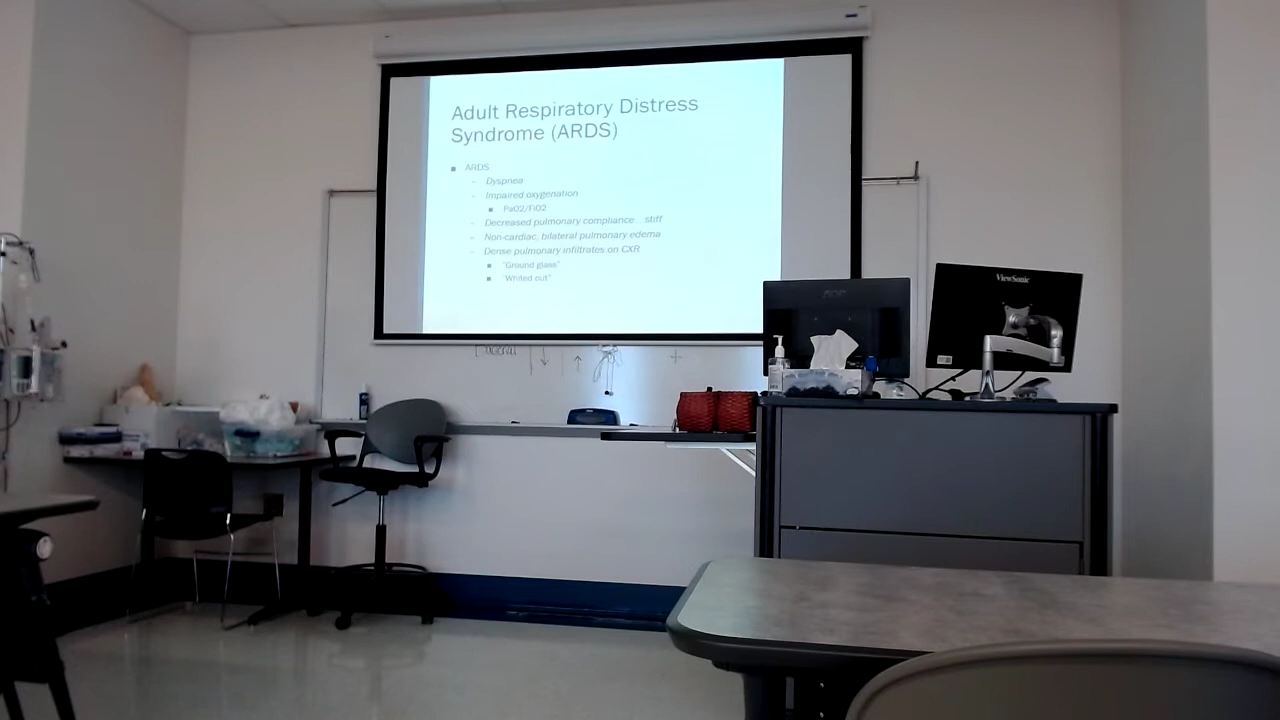 Adult Respiratory Distress
Syndrome (ARDS)
ARDS
Dyspnea
Impaired oxygenation
PaO2/FiO2
Decreased pulmonary compliance... stiff
Non-cardiac, bilateral pulmonary edema
Dense pulmonary infiltrates on CXR
"Ground glass"
"Whited out"
ViewSonic